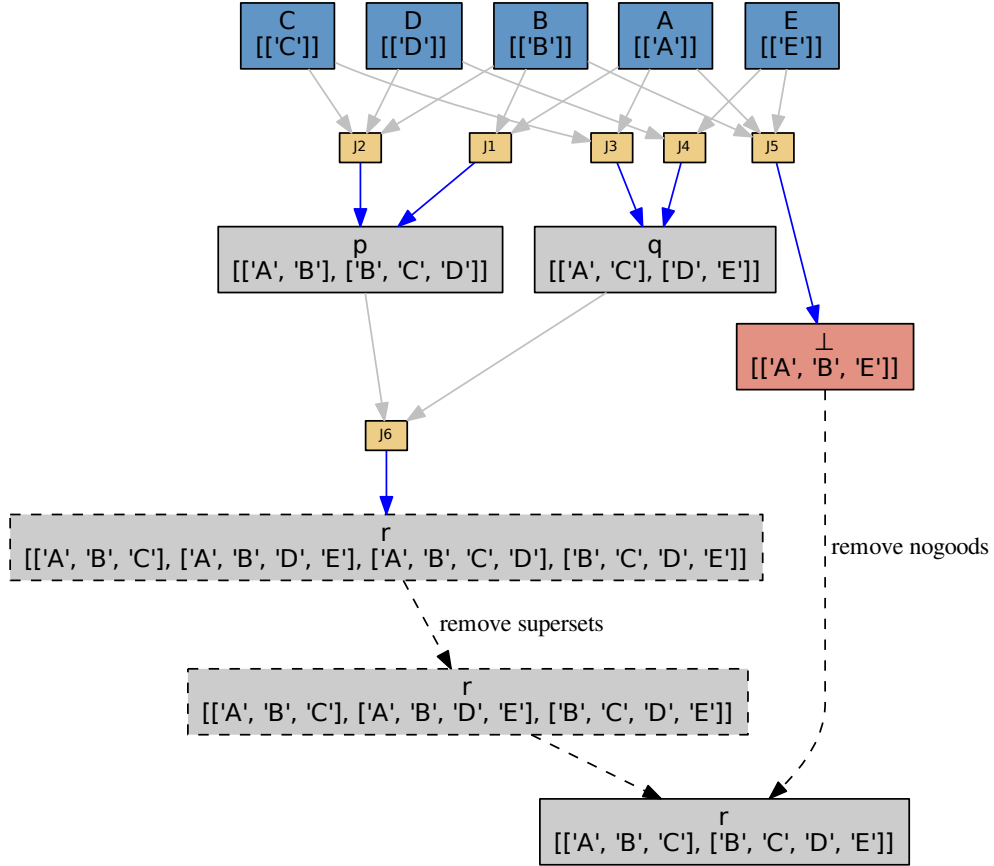 C
[['C']]
D
[['D']]
B
[['B']]
A
[['A']]
E
[['E']]
J2
J1
J3
J4
J5
p
[['A', 'B'], ['B', 'C', 'D']]
q
[['A', 'C'], ['D', 'E']]
⊥
[['A', 'B', 'E']]
J6
r
[['A', 'B', 'C'], ['A', 'B', 'D', 'E'], ['A', 'B', 'C', 'D'], ['B', 'C', 'D', 'E']]
remove nogoods
remove supersets
r
[['A', 'B', 'C'], ['A', 'B', 'D', 'E'], ['B', 'C', 'D', 'E']]
r
[['A', 'B', 'C'], ['B', 'C', 'D', 'E']]